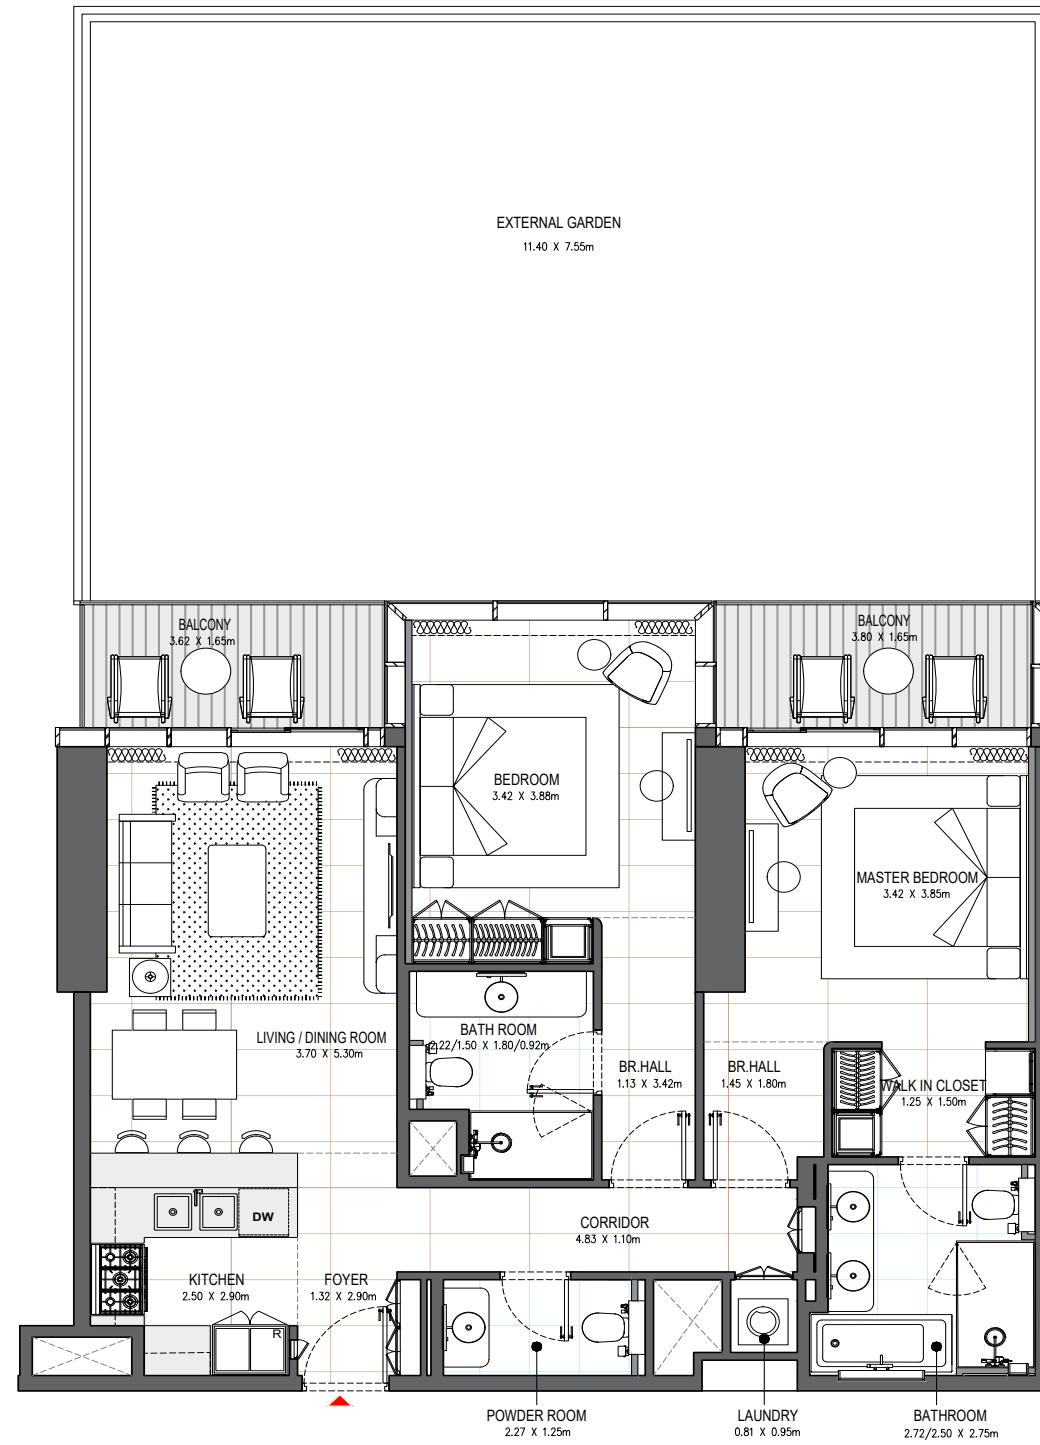 EXTERNAL GARDEN
11.40 X 7.55m
BALCONY
3.62 X 1.65m
BALCONY
3.80 X 1.65m
BEDROOM
3.42 X 3.88m
MASTER BEDROOM
3.42 X 3.85m
LIVING / DINING ROOM
3.70 X 5.30m
BATH ROOM
2.22/1.50 X 1.80/0.92m
BR.HALL
1.13 X 3.42m
BR.HALL
1.45 X 1.80m
WALK IN CLOSET
1.25 X 1.50m
DW
CORRIDOR
4.83 X 1.10m
KITCHEN
2.50 X 2.90m
FOYER
1.32 X 2.90m
R
POWDER ROOM
2.27 X 1.25m
LAUNDRY
0.81 X 0.95m
BATHROOM
2.72/2.50 X 2.75m